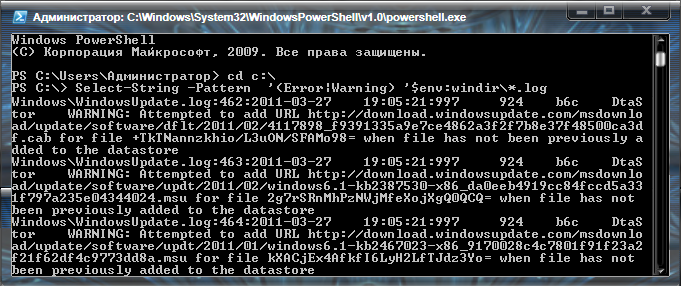 Администратор: C:\Windows\System32\WindowsPowerShell\v1.0\powershell.exe
Windows PowerShell
(C) Корпорация Майкрософт, 2009. Все права защищены.
PS C:\Users\Администратор> cd c:\
PS C:\> Select-String -Pattern  '(Error|Warning) '$env:windir\*.log
Windows\WindowsUpdate.log:462:2011-03-27    19:05:21:997     924    b6c    DtaS
tor    WARNING: Attempted to add URL http://download.windowsupdate.com/msdownlo
ad/update/software/dflt/2011/02/4117898_f9391335a9e7ce4862a3f2f7b8e37f48500ca3d
f.cab for file +TkTNannzkhio/L3uON/SFAMo98= when file has not been previously a
dded to the datastore
Windows\WindowsUpdate.log:463:2011-03-27    19:05:21:997     924    b6c    DtaS
tor    WARNING: Attempted to add URL http://download.windowsupdate.com/msdownlo
ad/update/software/updt/2011/02/windows6.1-kb2387530-x86_da0eeb4919cc84fccd5a33
1f797a235e04344024.msu for file 2g7rSRnMhPzNWjMfeXojXgQ0QCQ= when file has not
been previously added to the datastore
Windows\WindowsUpdate.log:464:2011-03-27    19:05:21:997     924    b6c    DtaS
tor    WARNING: Attempted to add URL http://download.windowsupdate.com/msdownlo
ad/update/software/updt/2011/01/windows6.1-kb2467023-x86_9170028c4c7801f91f23a2
f21f62df4c9773dd8a.msu for file kXACjEx4AfkfI6LyH2LfTJdz3Yo= when file has not
been previously added to the datastore